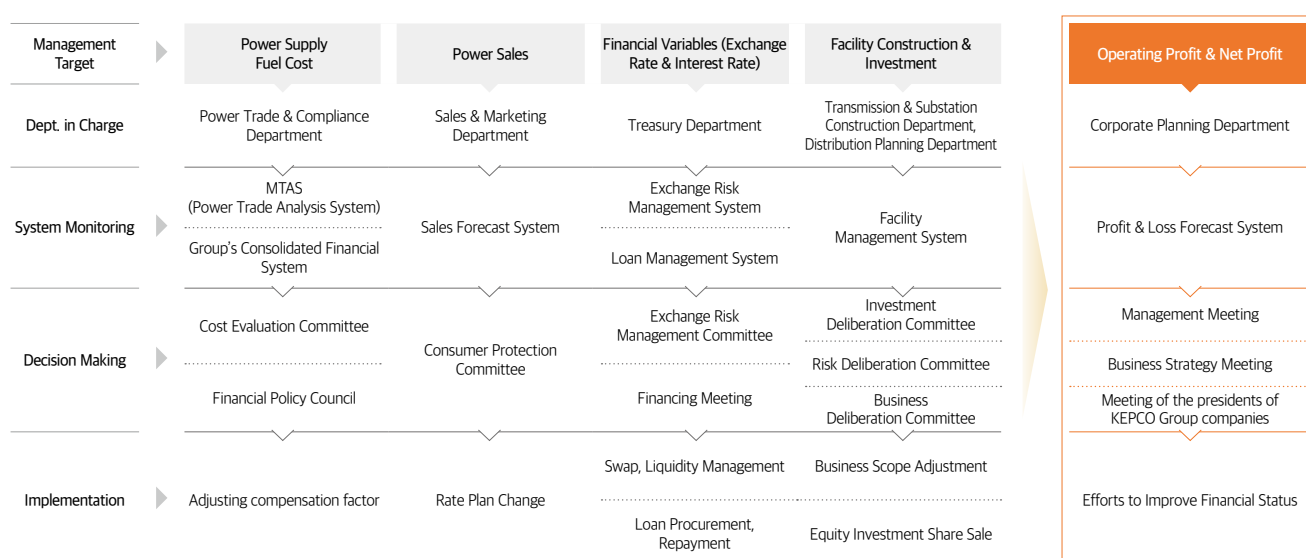 Management
Target
Power Supply
Fuel Cost
Power Sales
Financial Variables (Exchange
Rate & Interest Rate)
Facility Construction &
Investment
Operating Profit & Net Profit
Dept. in Charge
Power Trade & Compliance
Department
Sales & Marketing
Department
Treasury Department
Transmission & Substation
Construction Department,
Distribution Planning Department
Corporate Planning Department
System Monitoring
MTAS
(Power Trade Analysis System)
Group's Consolidated Financial
System
Sales Forecast System
Exchange Risk
Management System
Loan Management System
Facility
Management System
Profit & Loss Forecast System
Decision Making
Cost Evaluation Committee
Financial Policy Council
Consumer Protection
Committee
Exchange Risk
Management Committee
Financing Meeting
Investment
Deliberation Committee
Risk Deliberation Committee
Business
Deliberation Committee
Management Meeting
Business Strategy Meeting
Meeting of the presidents of
KEPCO Group companies
Implementation
Adjusting compensation factor
Rate Plan Change
Swap, Liquidity Management
Loan Procurement,
Repayment
Business Scope Adjustment
Equity Investment Share Sale
Efforts to Improve Financial Status